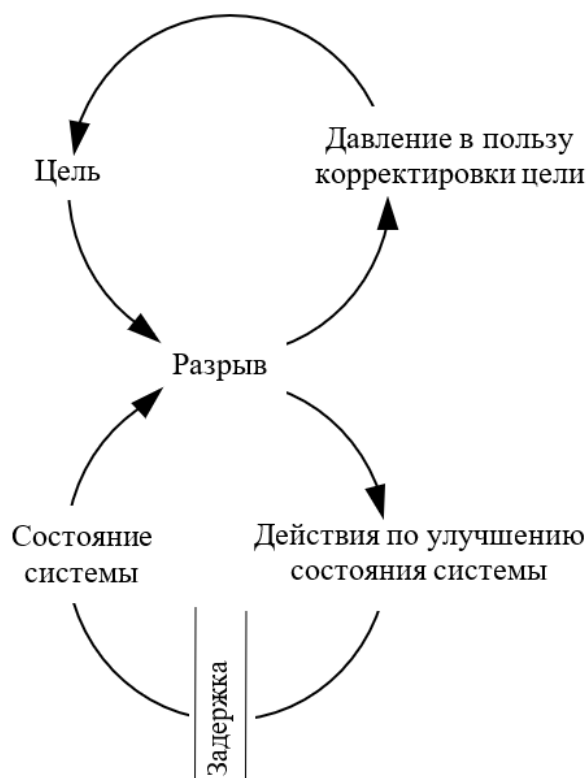 Давление в пользу
корректировки цели
Цель
Разрыв
Состояние
системы
Действия по улучшению
состояния системы
Задержка